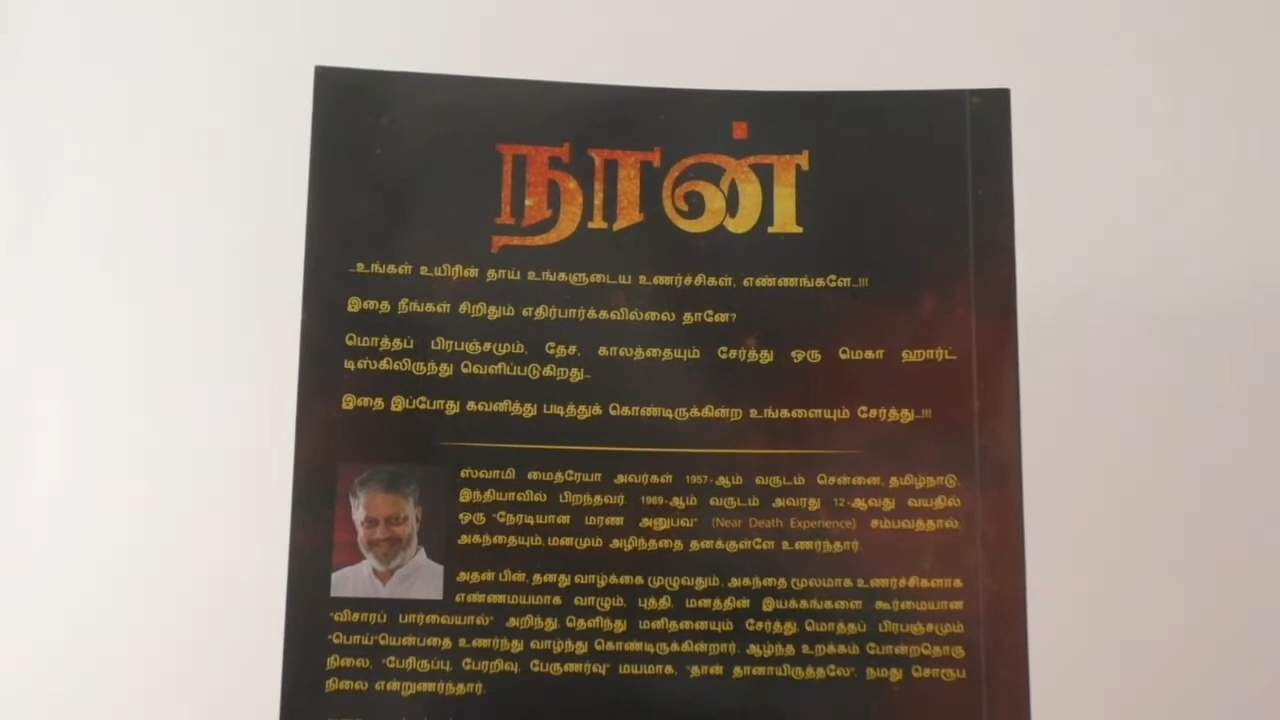 நான்
...உங்கள் உயிரின் தாய் உங்களுடைய உணர்ச்சிகள், எண்ணங்களே...!!!
இதை நீங்கள் சிறிதும் எதிர்பார்க்கவில்லை தானே?
மொத்தப் பிரபஞ்சமும், தேச, காலத்தையும் சேர்த்து ஒரு மெகா ஹார்ட்
டிஸ்கிலிருந்து வெளிப்படுகிறது...
இதை இப்போது கவனித்து படித்துக் கொண்டிருக்கின்ற உங்களையும் சேர்த்து...!!!
ஸ்வாமி மைத்ரேயா அவர்கள் 1957-ஆம் வருடம் சென்னை, தமிழ்நாடு,
இந்தியாவில் பிறந்தவர். 1969-ஆம் வருடம் அவரது 12-ஆவது வயதில்
ஒரு "நேரடியான மரண அனுபவ" (Near Death Experience) சம்பவத்தால்,
அகந்தையும், மனமும் அழிந்ததை தனக்குள்ளே உணர்ந்தார்.
அதன் பின், தனது வாழ்க்கை முழுவதும், அகந்தை மூலமாக உணர்ச்சிகளாக
எண்ணமயமாக வாழும், புத்தி, மனத்தின் இயக்கங்களை கூர்மையான
"விசாரப் பார்வையால்" அறிந்து, தெளிந்து மனிதனையும் சேர்த்து, மொத்தப் பிரபஞ்சமும்
"பொய்"யென்பதை உணர்ந்து வாழ்ந்து கொண்டிருக்கின்றார். ஆழ்ந்த உறக்கம் போன்றதொரு
நிலை, "பேரிருப்பு, பேரறிவு, பேருணர்வு" மயமாக, "தான் தானாயிருத்தலே", நமது சொரூப
நிலை என்றுணர்ந்தார்.